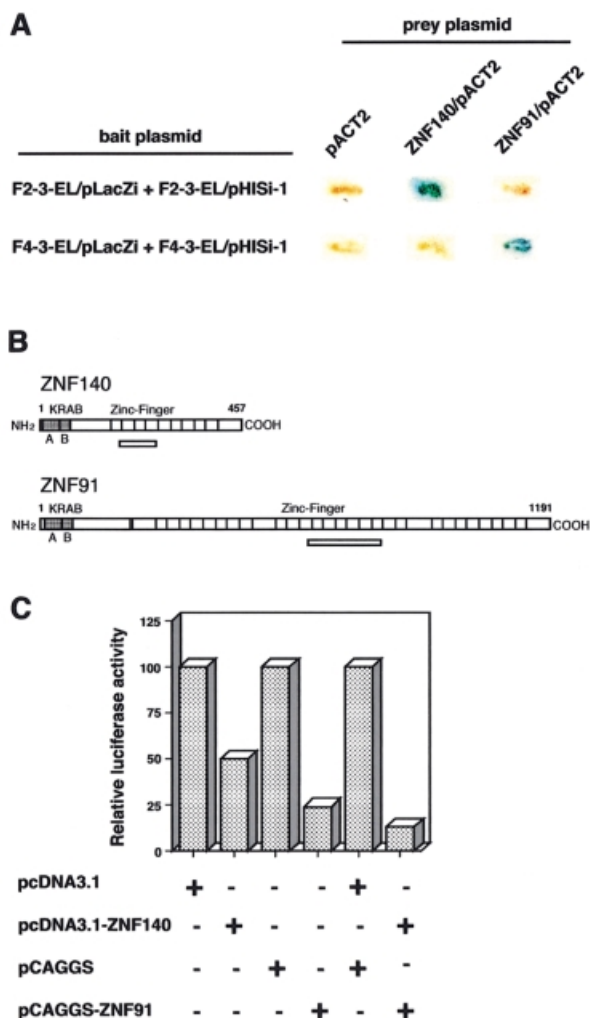 A
prey plasmid
bait plasmid
pACT2
ZNF140/pACT2
ZNF91/pACT2
F2-3-EL/pLacZi + F2-3-EL/pHISi-1
F4-3-EL/pLacZi + F4-3-EL/pHISi-1
B
ZNF140
1 KRAB Zinc-Finger 457
NH2 COOH
A B
ZNF91
1 KRAB Zinc-Finger 1191
NH2 COOH
A B
C
Relative luciferase activity
125
100
75
50
25
0
pcDNA3.1 + - - - + -
pcDNA3.1-ZNF140 - + - - - +
pCAGGS - - + - + -
pCAGGS-ZNF91 - - - + - +